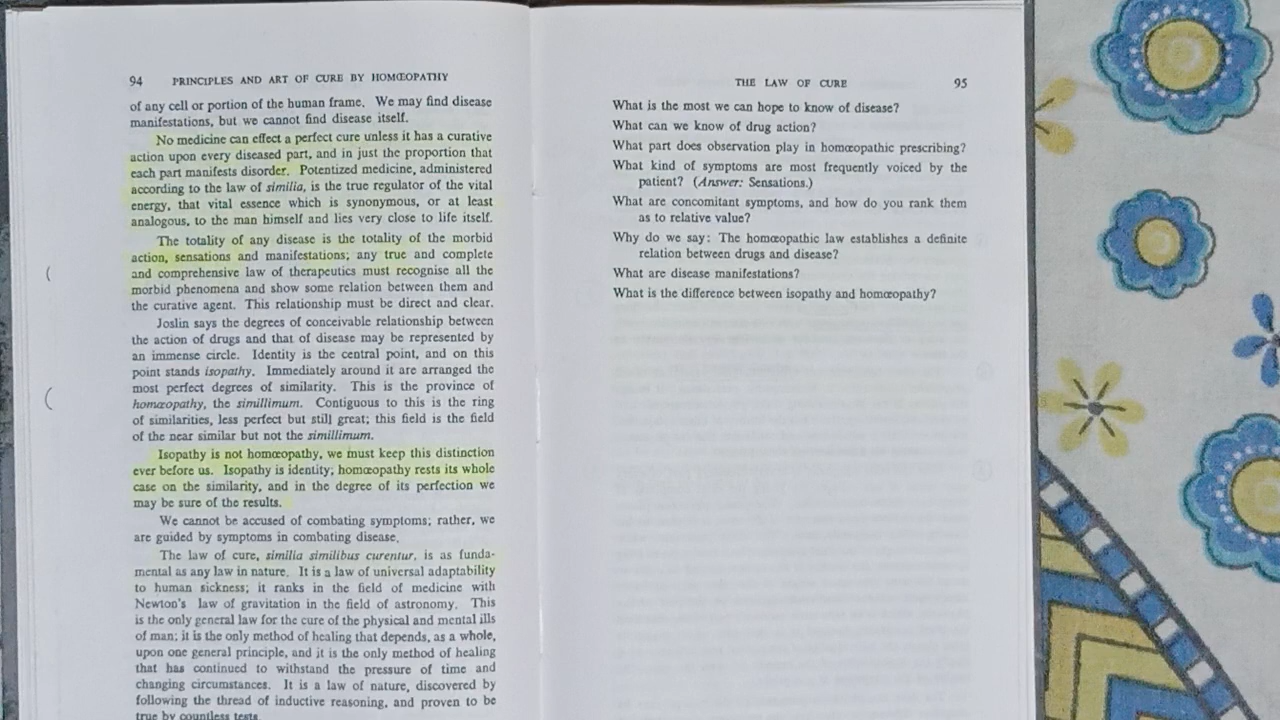 94 PRINCIPLES AND ART OF CURE BY HOMŒOPATHY
of any cell or portion of the human frame. We may find disease
manifestations, but we cannot find disease itself.
No medicine can effect a perfect cure unless it has a curative
action upon every diseased part, and in just the proportion that
each part manifests disorder. Potentized medicine, administered
according to the law of similia, is the true regulator of the vital
energy, that vital essence which is synonymous, or at least
analogous, to the man himself and lies very close to life itself.
The totality of any disease is the totality of the morbid
action, sensations and manifestations; any true and complete
and comprehensive law of therapeutics must recognise all the
morbid phenomena and show some relation between them and
the curative agent. This relationship must be direct and clear.
Joslin says the degrees of conceivable relationship between
the action of drugs and that of disease may be represented by
an immense circle. Identity is the central point, and on this
point stands isopathy. Immediately around it are arranged the
most perfect degrees of similarity. This is the province of
homœopathy, the simillimum. Contiguous to this is the ring
of similarities, less perfect but still great; this field is the field
of the near similar but not the simillimum.
Isopathy is not homœopathy, we must keep this distinction
ever before us. Isopathy is identity; homœopathy rests its whole
case on the similarity, and in the degree of its perfection we
may be sure of the results.
We cannot be accused of combating symptoms; rather, we
are guided by symptoms in combating disease.
The law of cure, similia similibus curentur, is as funda-
mental as any law in nature. It is a law of universal adaptability
to human sickness; it ranks in the field of medicine with
Newton's law of gravitation in the field of astronomy. This
is the only general law for the cure of the physical and mental ills
of man; it is the only method of healing that depends, as a whole,
upon one general principle, and it is the only method of healing
that has continued to withstand the pressure of time and
changing circumstances. It is a law of nature, discovered by
following the thread of inductive reasoning, and proven to be
true by countless tests.
THE LAW OF CURE 95
What is the most we can hope to know of disease?
What can we know of drug action?
What part does observation play in homœopathic prescribing?
What kind of symptoms are most frequently voiced by the
patient? (Answer: Sensations.)
What are concomitant symptoms, and how do you rank them
as to relative value?
Why do we say: The homœopathic law establishes a definite
relation between drugs and disease?
What are disease manifestations?
What is the difference between isopathy and homœopathy?